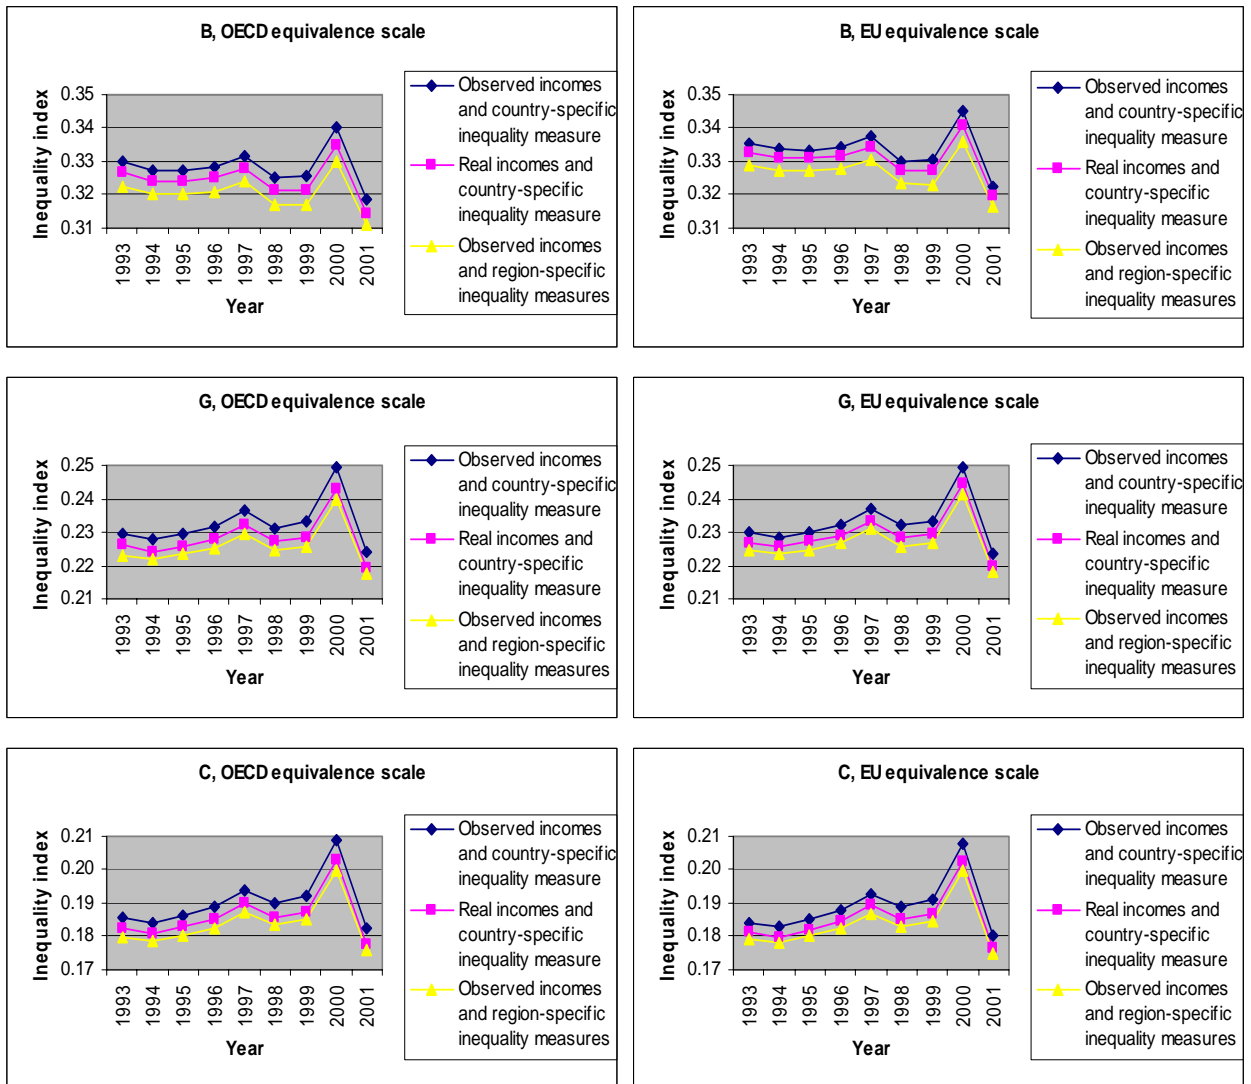 B, OECD equivalence scale
Inequality index
0.35
0.34
0.33
0.32
0.31
1993
1994
1995
1996
1997
1998
1999
2000
2001
Year
Observed incomes
and country-specific
inequality measure
Real incomes and
country-specific
inequality measure
Observed incomes
and region-specific
inequality measures
B, EU equivalence scale
Inequality index
0.35
0.34
0.33
0.32
0.31
1993
1994
1995
1996
1997
1998
1999
2000
2001
Year
Observed incomes
and country-specific
inequality measure
Real incomes and
country-specific
inequality measure
Observed incomes
and region-specific
inequality measures
G, OECD equivalence scale
Inequality index
0.25
0.24
0.23
0.22
0.21
1993
1994
1995
1996
1997
1998
1999
2000
2001
Year
Observed incomes
and country-specific
inequality measure
Real incomes and
country-specific
inequality measure
Observed incomes
and region-specific
inequality measures
G, EU equivalence scale
Inequality index
0.25
0.24
0.23
0.22
0.21
1993
1994
1995
1996
1997
1998
1999
2000
2001
Year
Observed incomes
and country-specific
inequality measure
Real incomes and
country-specific
inequality measure
Observed incomes
and region-specific
inequality measures
C, OECD equivalence scale
Inequality index
0.21
0.20
0.19
0.18
0.17
1993
1994
1995
1996
1997
1998
1999
2000
2001
Year
Observed incomes
and country-specific
inequality measure
Real incomes and
country-specific
inequality measure
Observed incomes
and region-specific
inequality measures
C, EU equivalence scale
Inequality index
0.21
0.20
0.19
0.18
0.17
1993
1994
1995
1996
1997
1998
1999
2000
2001
Year
Observed incomes
and country-specific
inequality measure
Real incomes and
country-specific
inequality measure
Observed incomes
and region-specific
inequality measures